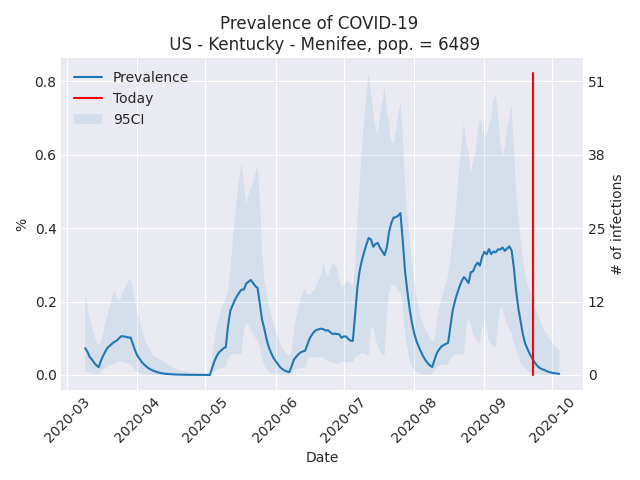 Prevalence of COVID-19
US - Kentucky - Menifee, pop. = 6489
Prevalence
Today
95CI
0.8
0.6
0.4
0.2
0.0
%
51
38
25
12
0
# of infections
2020-03
2020-04
2020-05
2020-06
2020-07
2020-08
2020-09
2020-10
Date